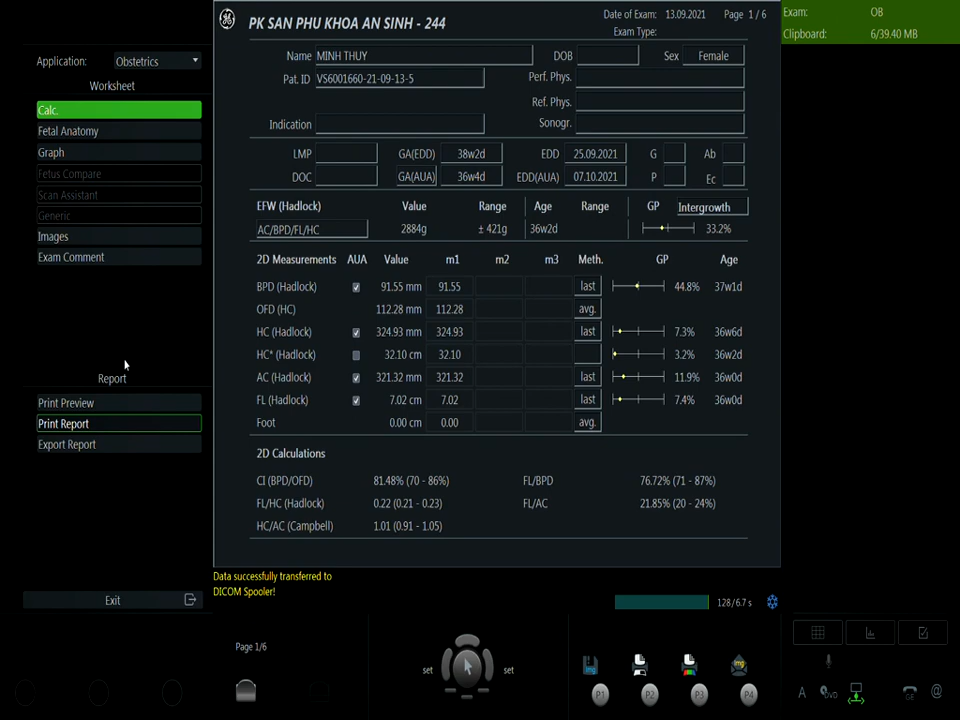 PK SAN PHU KHOA AN SINH - 244
Date of Exam: 13.09.2021 Page 1 / 6
Exam Type:
Exam: OB
Clipboard: 6/39.40 MB
Application: Obstetrics
Worksheet
Calc.
Fetal Anatomy
Graph
Fetus Compare
Scan Assistant
Generic
Images
Exam Comment
Report
Print Preview
Print Report
Export Report
Exit
Name MINH THUY DOB Sex Female
Pat. ID VS6001660-21-09-13-5 Perf. Phys.
Ref. Phys.
Indication Sonogr.
LMP GA(EDD) 38w2d EDD 25.09.2021 G Ab
DOC GA(AUA) 36w4d EDD(AUA) 07.10.2021 P Ec
EFW (Hadlock) Value Range Age Range GP Intergrowth
AC/BPD/FL/HC 2884g ± 421g 36w2d 33.2%
2D Measurements AUA Value m1 m2 m3 Meth. GP Age
BPD (Hadlock) 91.55 mm 91.55 last 44.8% 37w1d
OFD (HC) 112.28 mm 112.28 avg.
HC (Hadlock) 324.93 mm 324.93 last 7.3% 36w6d
HC* (Hadlock) 32.10 cm 32.10 3.2% 36w2d
AC (Hadlock) 321.32 mm 321.32 last 11.9% 36w0d
FL (Hadlock) 7.02 cm 7.02 last 7.4% 36w0d
Foot 0.00 cm 0.00 avg.
2D Calculations
CI (BPD/OFD) 81.48% (70 - 86%) FL/BPD 76.72% (71 - 87%)
FL/HC (Hadlock) 0.22 (0.21 - 0.23) FL/AC 21.85% (20 - 24%)
HC/AC (Campbell) 1.01 (0.91 - 1.05)
Data successfully transferred to
DICOM Spooler!
128/6.7 s
Page 1/6
set set
P1 P2 P3 P4
A DVD @